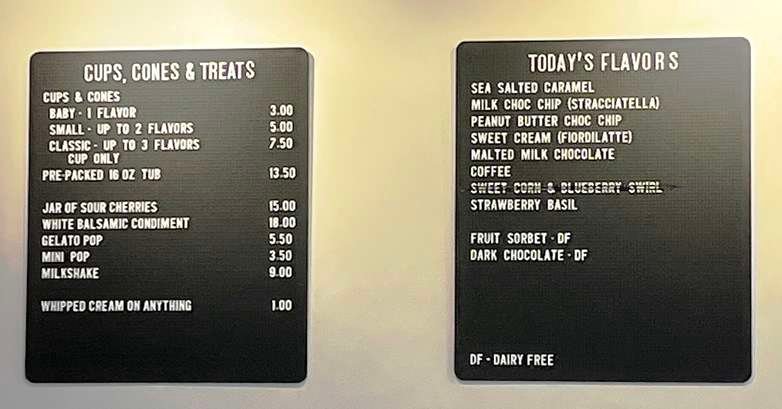 CUPS, CONES & TREATS
CUPS & CONES
BABY - 1 FLAVOR 3.00
SMALL - UP TO 2 FLAVORS 5.00
CLASSIC - UP TO 3 FLAVORS 7.50
CUP ONLY
PRE-PACKED 16 OZ TUB 13.50
JAR OF SOUR CHERRIES 15.00
WHITE BALSAMIC CONDIMENT 18.00
GELATO POP 5.50
MINI POP 3.50
MILKSHAKE 9.00
WHIPPED CREAM ON ANYTHING 1.00
TODAY'S FLAVORS
SEA SALTED CARAMEL
MILK CHOC CHIP (STRACCIATELLA)
PEANUT BUTTER CHOC CHIP
SWEET CREAM (FIORDILATTE)
MALTED MILK CHOCOLATE
COFFEE
SWEET CORN & BLUEBERRY SWIRL
STRAWBERRY BASIL
FRUIT SORBET - DF
DARK CHOCOLATE - DF
DF - DAIRY FREE